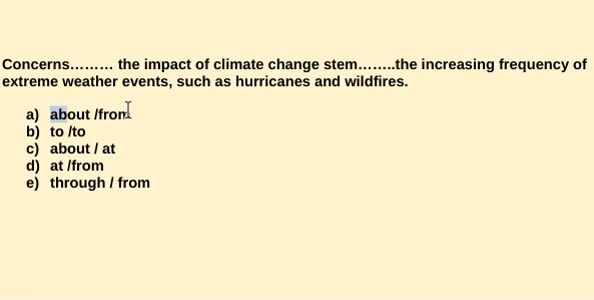 Concerns……… the impact of climate change stem……..the increasing frequency of
extreme weather events, such as hurricanes and wildfires.
a) about /from
b) to /to
c) about / at
d) at /from
e) through / from